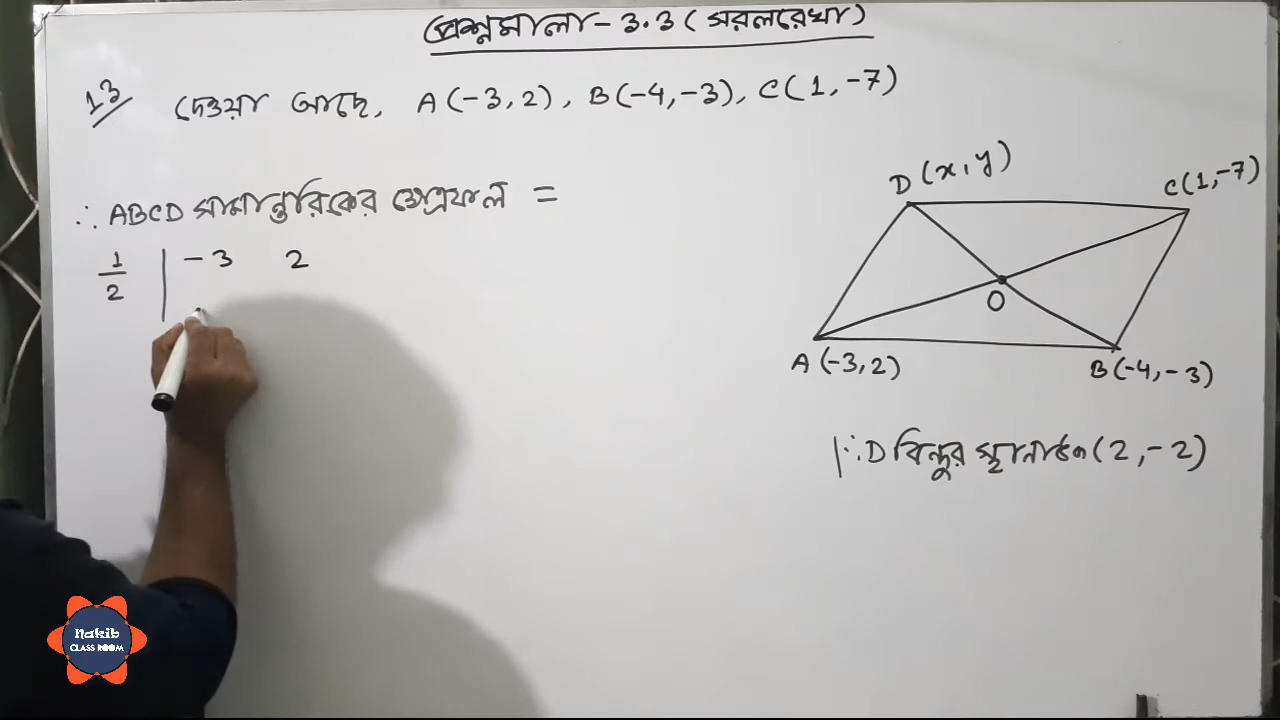 প্রশ্নমালা - 3.3 ( সরলরেখা )
13 দেওয়া আছে, A (-3, 2) , B(-4, -3), C( 1, -7)
∴ ABCD সামান্তরিকের ক্ষেত্রফল =
1/2 | -3 2
D (x, y)
C(1, -7)
O
A (-3, 2)
B(-4, -3)
∴ D বিন্দুর স্থানাঙ্ক (2, -2)
Nakib
CLASS ROOM